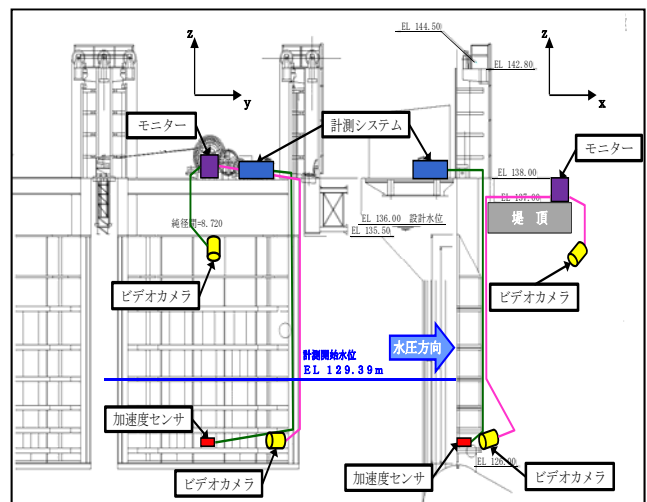 EL 144.50
z
z
EL 142.80
y
x
モニター
計測システム
モニター
EL 138.00
EL 137.00
純径間=8.720
EL 136.00 設計水位
堤 頂
EL 135.50
ビデオカメラ
ビデオカメラ
水圧方向
計測開始水位
EL 129.39m
加速度センサ
EL 126.00
ビデオカメラ
加速度センサ
ビデオカメラ